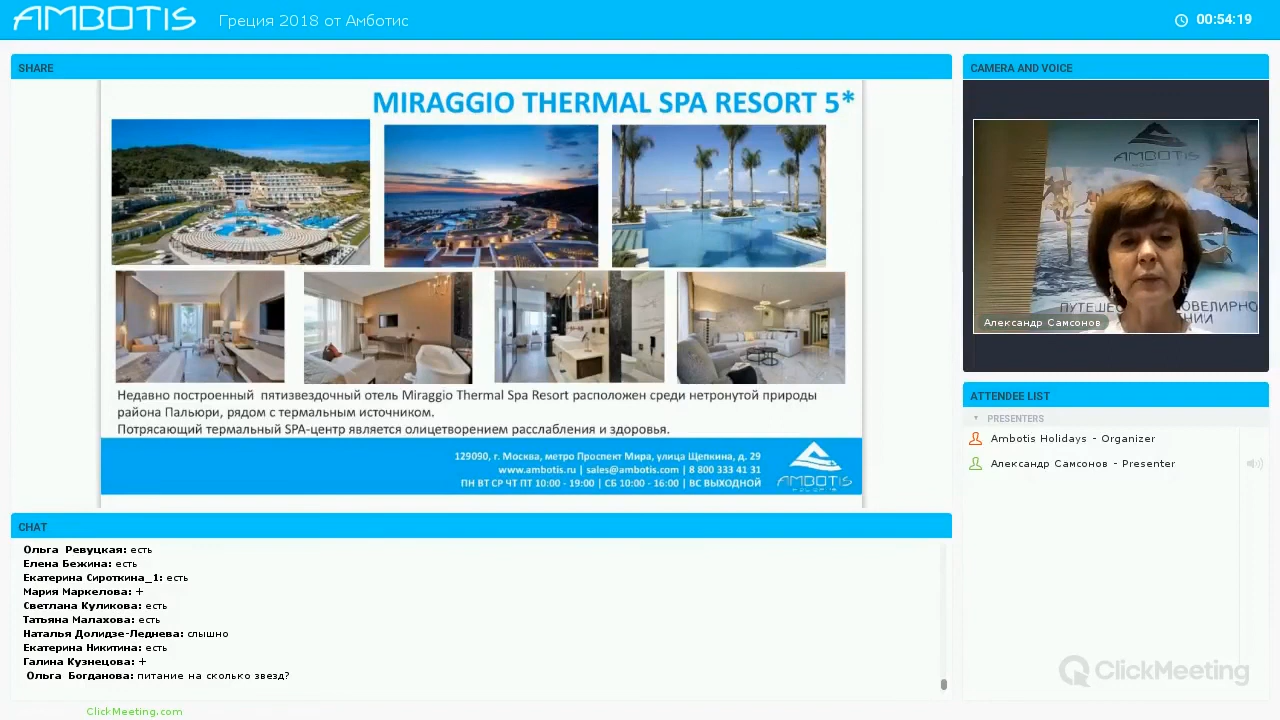 AMBOTIS
Греция 2018 от Амботис
00:54:19
SHARE
MIRAGGIO THERMAL SPA RESORT 5*
Недавно построенный пятизвездочный отель Miraggio Thermal Spa Resort расположен среди нетронутой природы
района Пальюри, рядом с термальным источником.
Потрясающий термальный SPA-центр является олицетворением расслабления и здоровья.
129090, г. Москва, метро Проспект Мира, улица Щепкина, д. 29
www.ambotis.ru | sales@ambotis.com | 8 800 333 41 31
ПН ВТ СР ЧТ ПТ 10:00 - 19:00 | СБ 10:00 - 16:00 | ВС ВЫХОДНОЙ
AMBOTIS
HOLIDAYS
CAMERA AND VOICE
AMBOTIS
Александр Самсонов
ATTENDEE LIST
PRESENTERS
Ambotis Holidays - Organizer
Александр Самсонов - Presenter
CHAT
Ольга Ревуцкая: есть
Елена Бежина: есть
Екатерина Сироткина_1: есть
Мария Маркелова: +
Светлана Куликова: есть
Татьяна Малахова: есть
Наталья Долидзе-Леднева: слышно
Екатерина Никитина: есть
Галина Кузнецова: +
Ольга Богданова: питание на сколько звезд?
ClickMeeting
ClickMeeting.com